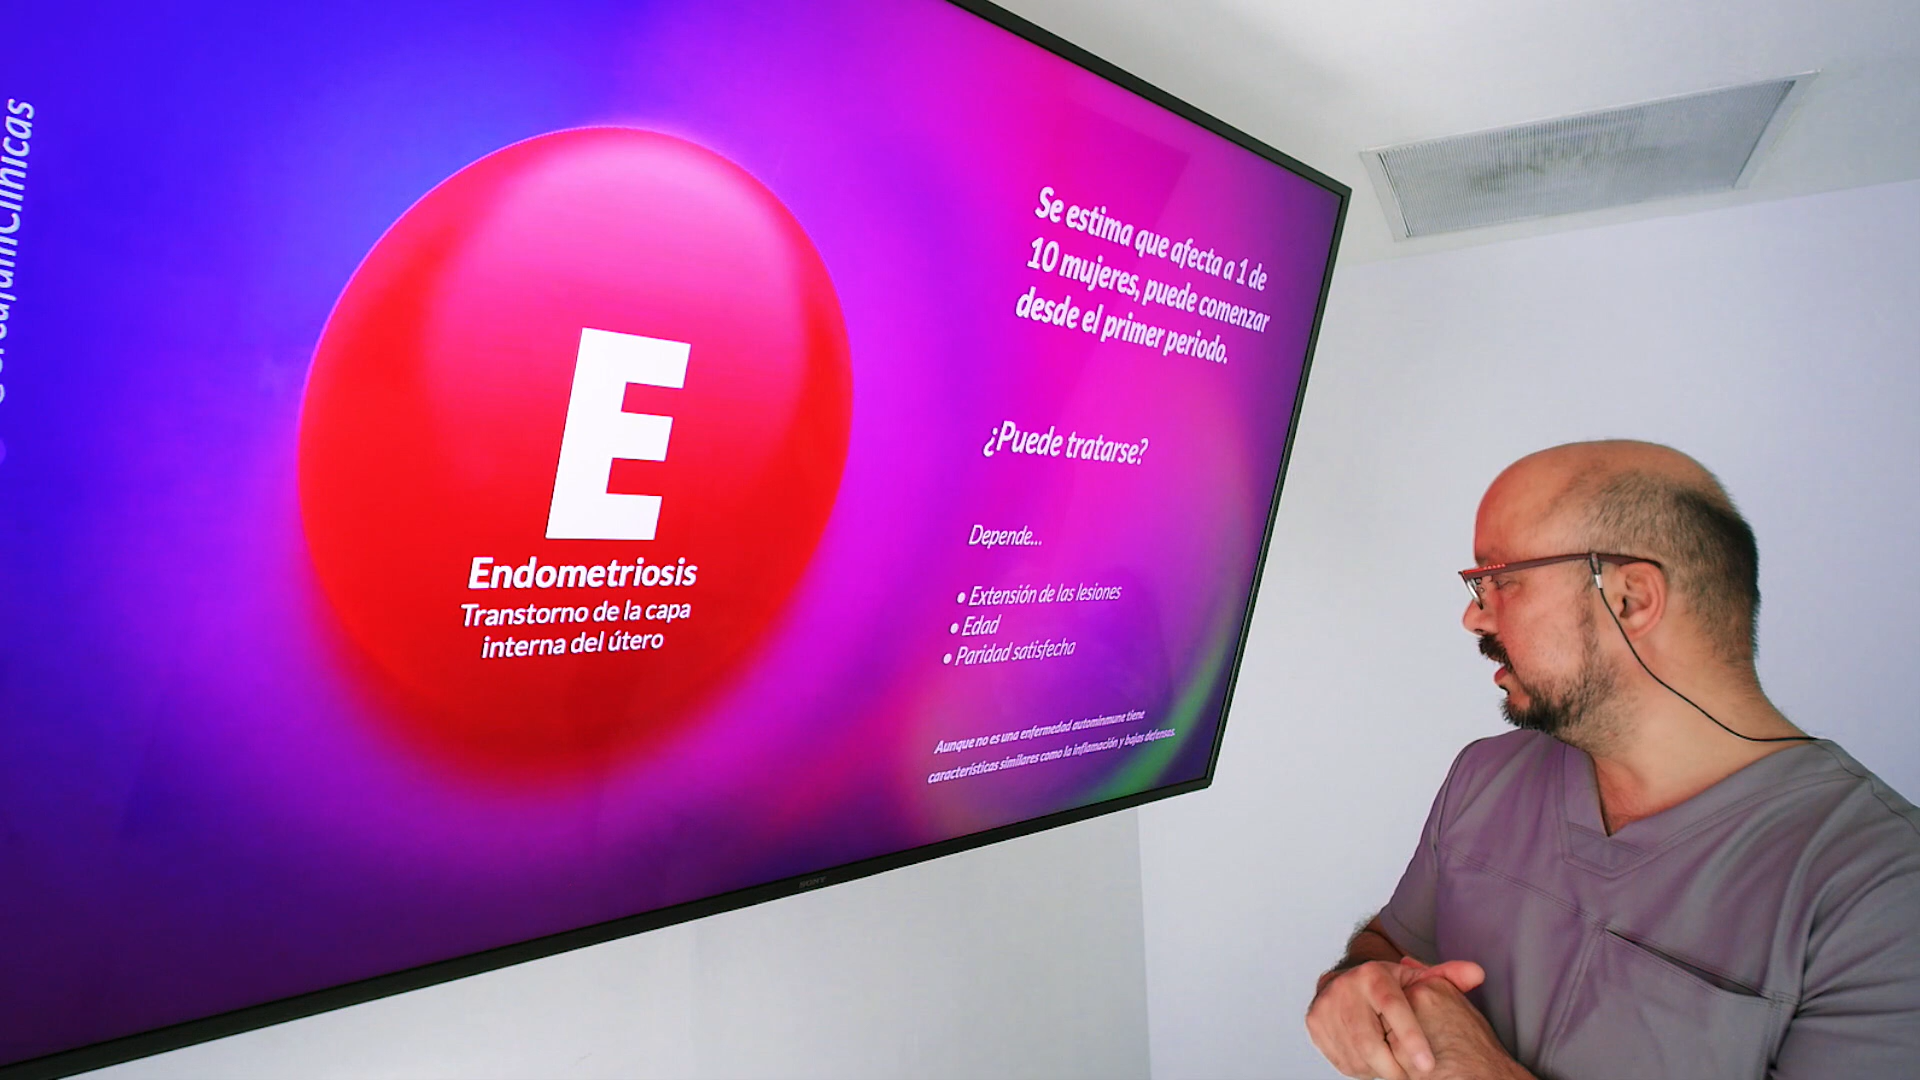 E
Endometriosis
Transtorno de la capa
interna del útero
Se estima que afecta a 1 de
10 mujeres, puede comenzar
desde el primer periodo.
¿Puede tratarse?
Depende...
• Extensión de las lesiones
• Edad
• Paridad satisfecha
Aunque no es una enfermedad autominmune tiene
características similares como la inflamación y bajas defensas.
SONY